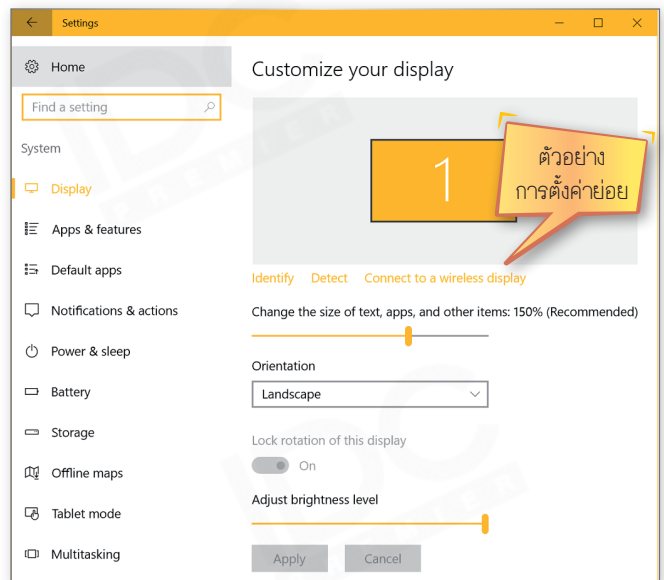 Settings
Home
Customize your display
Find a setting
System
Display
1
ตัวอย่าง
การตั้งค่าย่อย
Apps & features
Default apps
Identify Detect Connect to a wireless display
Notifications & actions
Change the size of text, apps, and other items: 150% (Recommended)
Power & sleep
Orientation
Battery
Landscape
Storage
Lock rotation of this display
On
Offline maps
Adjust brightness level
Tablet mode
Multitasking
Apply Cancel
IDC
PREMIER